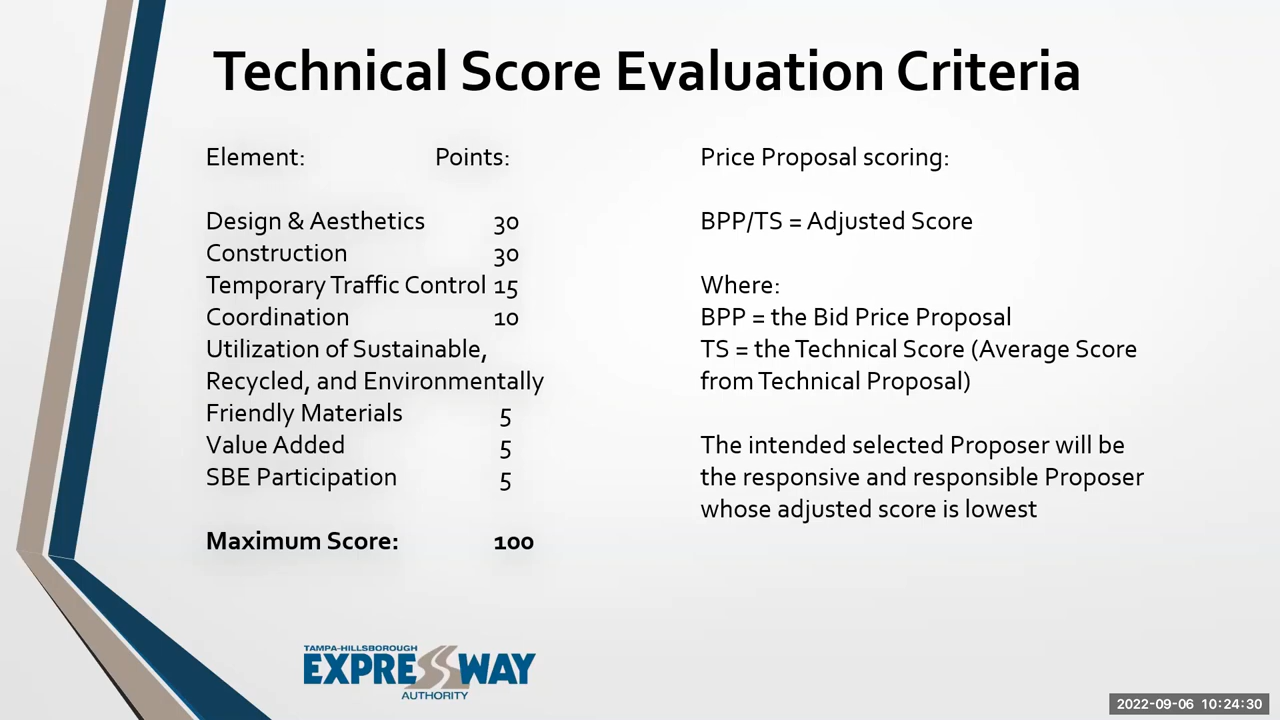 Technical Score Evaluation Criteria
Element: Points:
Design & Aesthetics 30
Construction 30
Temporary Traffic Control 15
Coordination 10
Utilization of Sustainable,
Recycled, and Environmentally
Friendly Materials 5
Value Added 5
SBE Participation 5
Maximum Score: 100
Price Proposal scoring:
BPP/TS = Adjusted Score
Where:
BPP = the Bid Price Proposal
TS = the Technical Score (Average Score
from Technical Proposal)
The intended selected Proposer will be
the responsive and responsible Proposer
whose adjusted score is lowest
TAMPA-HILLSBOROUGH
EXPRESSWAY
AUTHORITY
2022-09-06 10:24:30